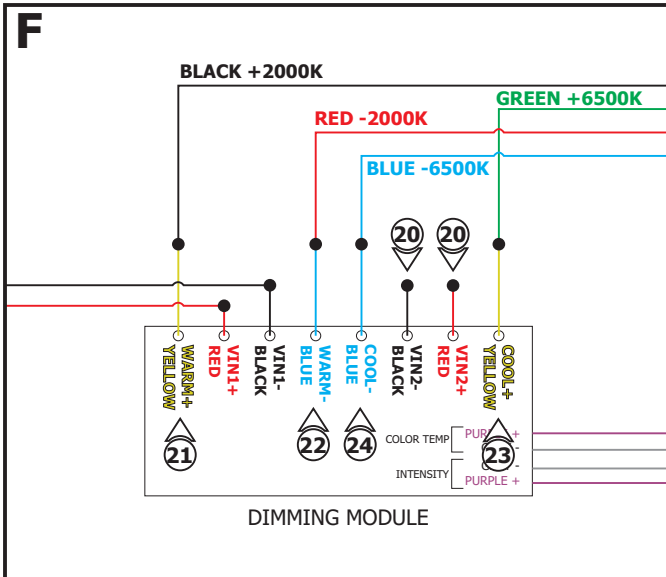 F
BLACK +2000K
GREEN +6500K
RED -2000K
BLUE -6500K
20
20
WARM+
YELLOW
VIN1+
RED
VIN1-
BLACK
WARM-
BLUE
COOL-
BLUE
VIN2-
BLACK
VIN2+
RED
COOL+
YELLOW
21
22
24
23
COLOR TEMP
+
-
INTENSITY
-
PURPLE +
DIMMING MODULE